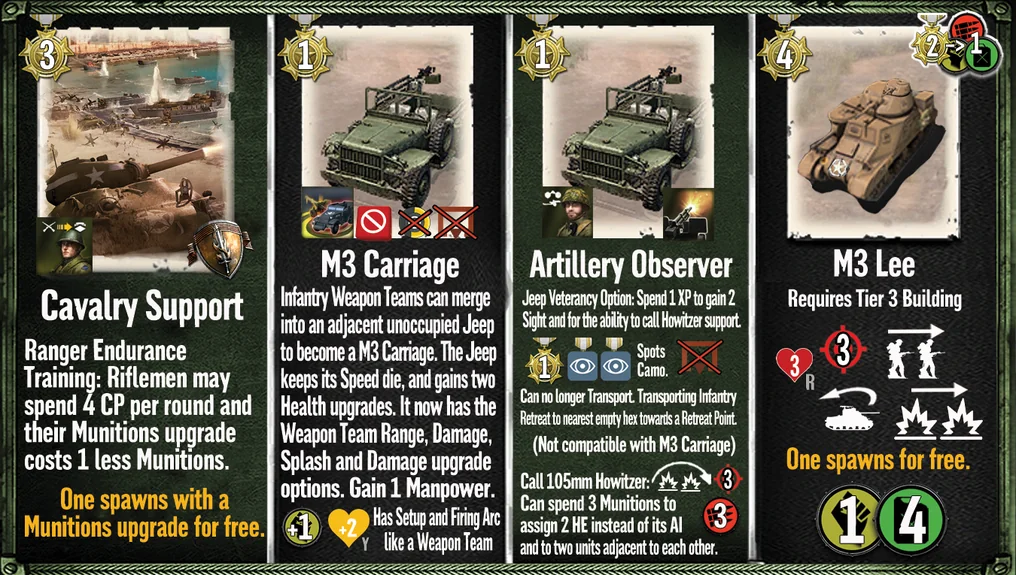 3
Cavalry Support
Ranger Endurance
Training: Riflemen may
spend 4 CP per round and
their Munitions upgrade
costs 1 less Munitions.
One spawns with a
Munitions upgrade for free.
1
M3 Carriage
Infantry Weapon Teams can merge
into an adjacent unoccupied Jeep
to become a M3 Carriage. The Jeep
keeps its Speed die, and gains two
Health upgrades. It now has the
Weapon Team Range, Damage,
Splash and Damage upgrade
options. Gain 1 Manpower.
+1
+2
Y
Has Setup and Firing Arc
like a Weapon Team
1
Artillery Observer
Jeep Veterancy Option: Spend 1 XP to gain 2
Sight and for the ability to call Howitzer support.
1
Spots
Camo.
Can no longer Transport. Transporting Infantry
Retreat to nearest empty hex towards a Retreat Point.
(Not compatible with M3 Carriage)
Call 105mm Howitzer:
3
Can spend 3 Munitions to
assign 2 HE instead of its AI
and to two units adjacent to each other.
3
4
2->1
M3 Lee
Requires Tier 3 Building
3
R
3
One spawns for free.
1
4